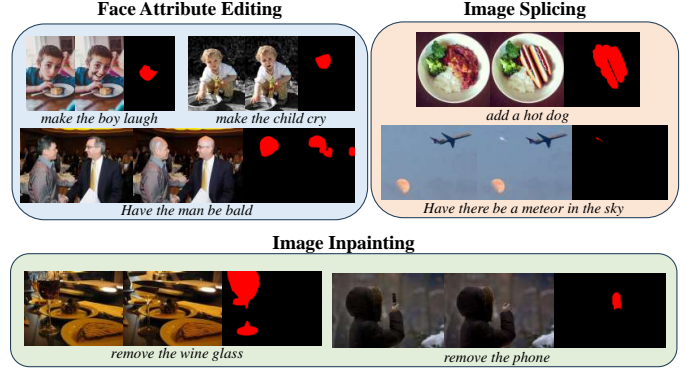 Face Attribute Editing
Image Splicing
make the boy laugh
make the child cry
add a hot dog
Have the man be bald
Have there be a meteor in the sky
Image Inpainting
remove the wine glass
remove the phone